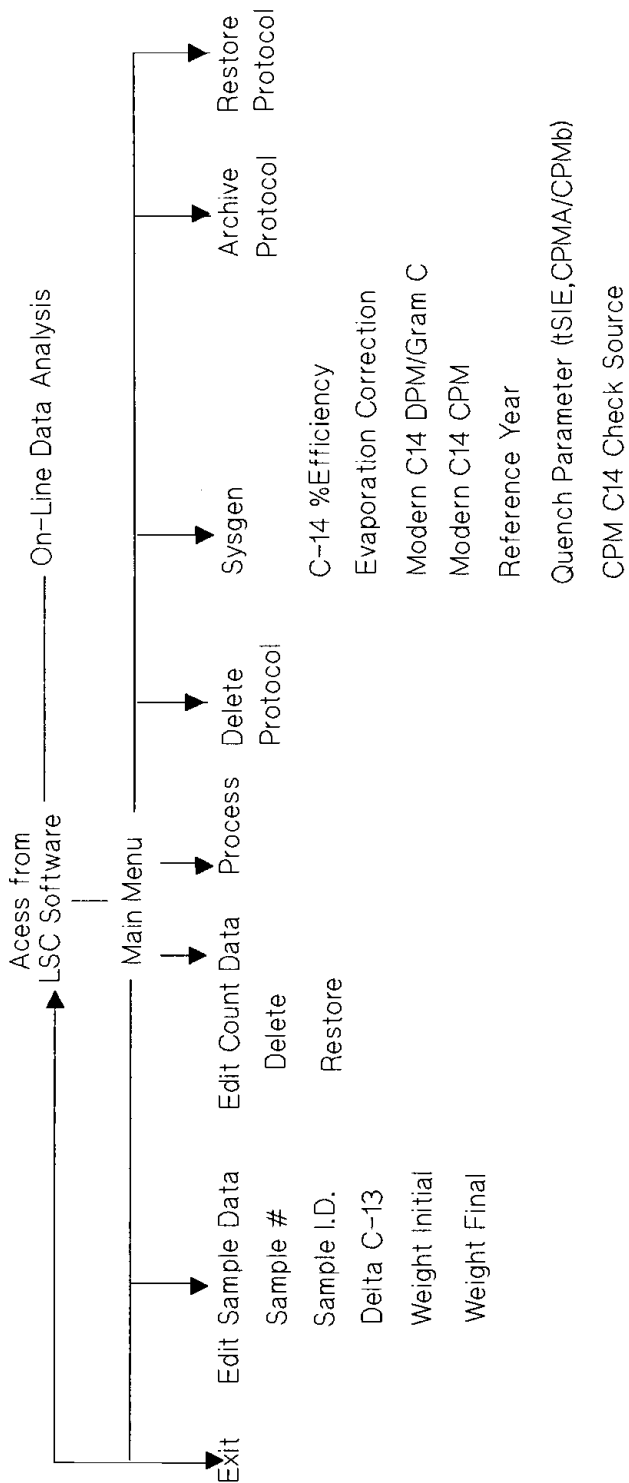 Acess from
LSC Software
On-Line Data Analysis
Main Menu
Exit
Edit Sample Data
Sample #
Sample I.D.
Delta C-13
Weight Initial
Weight Final
Edit Count Data
Delete
Restore
Process
Delete
Protocol
Sysgen
C-14 %Efficiency
Evaporation Correction
Modern C14 DPM/Gram C
Modern C14 CPM
Reference Year
Quench Parameter (tSIE,CPMA/CPMb)
CPM C14 Check Source
Archive
Protocol
Restore
Protocol